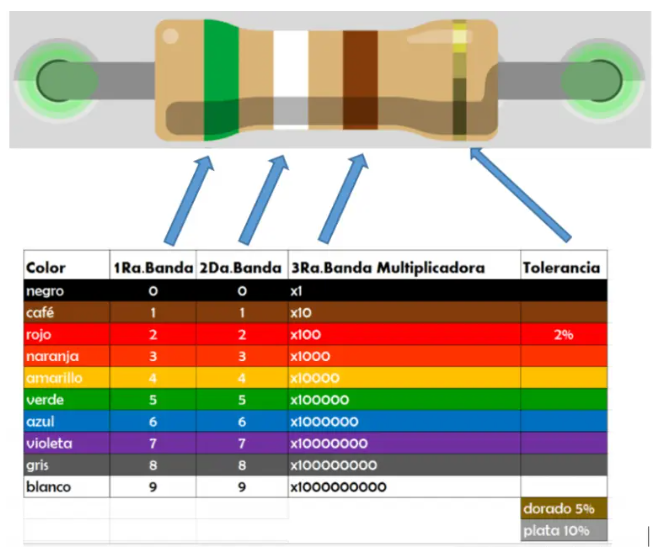 Color 1Ra.Banda 2Da.Banda 3Ra.Banda Multiplicadora Tolerancia
negro 0 0 x1
café 1 1 x10
rojo 2 2 x100 2%
naranja 3 3 x1000
amarillo 4 4 x10000
verde 5 5 x100000
azul 6 6 x1000000
violeta 7 7 x10000000
gris 8 8 x100000000
blanco 9 9 x1000000000
dorado 5%
plata 10%